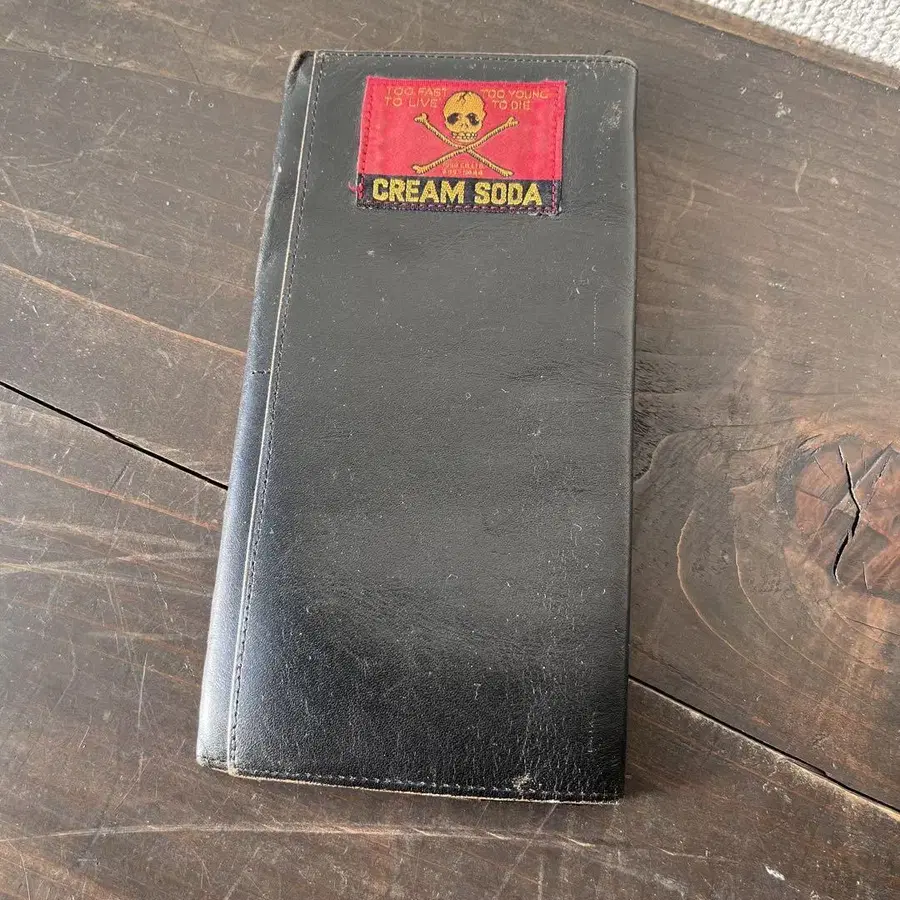 TOO FAST TOO YOUNG
TO LIVE TO DIE
CREAM SODA